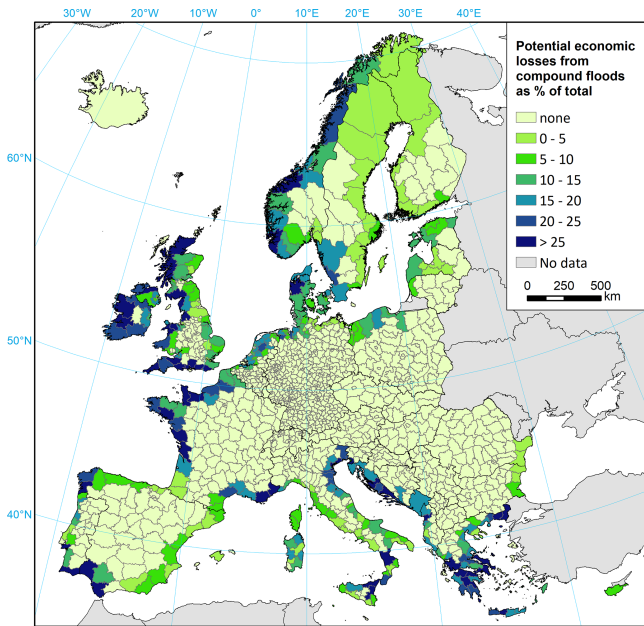 30°W 20°W 10°W 0° 10°E 20°E 30°E 40°E
60°N
50°N
40°N
Potential economic
losses from
compound floods
as % of total
none
0 - 5
5 - 10
10 - 15
15 - 20
20 - 25
> 25
No data
0 250 500
km